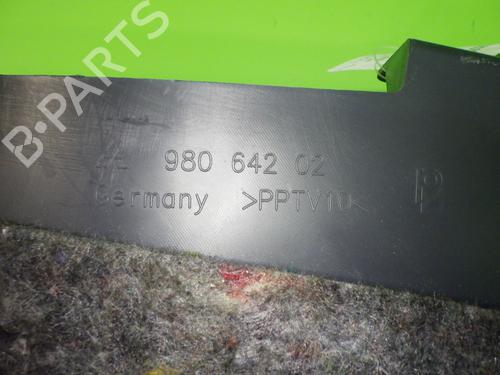 B-PARTS
980 642 02
Germany >PPTV10<